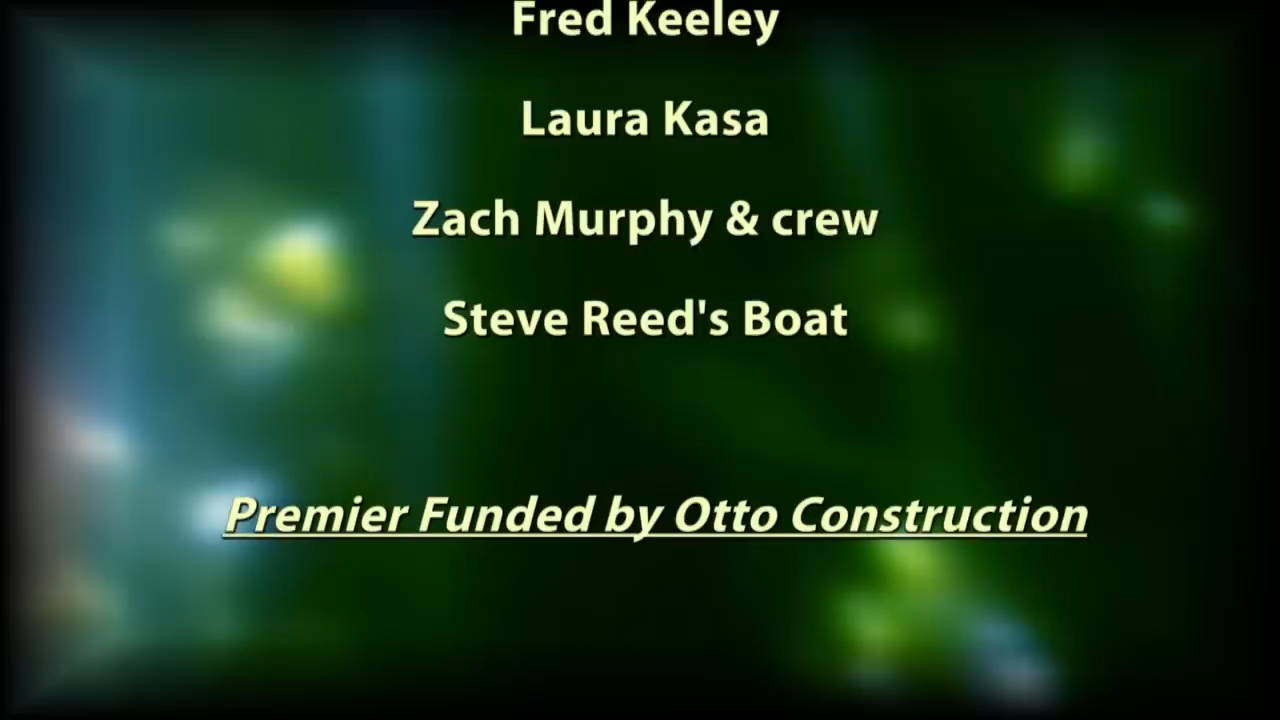 Fred Keeley
Laura Kasa
Zach Murphy & crew
Steve Reed's Boat
Premier Funded by Otto Construction